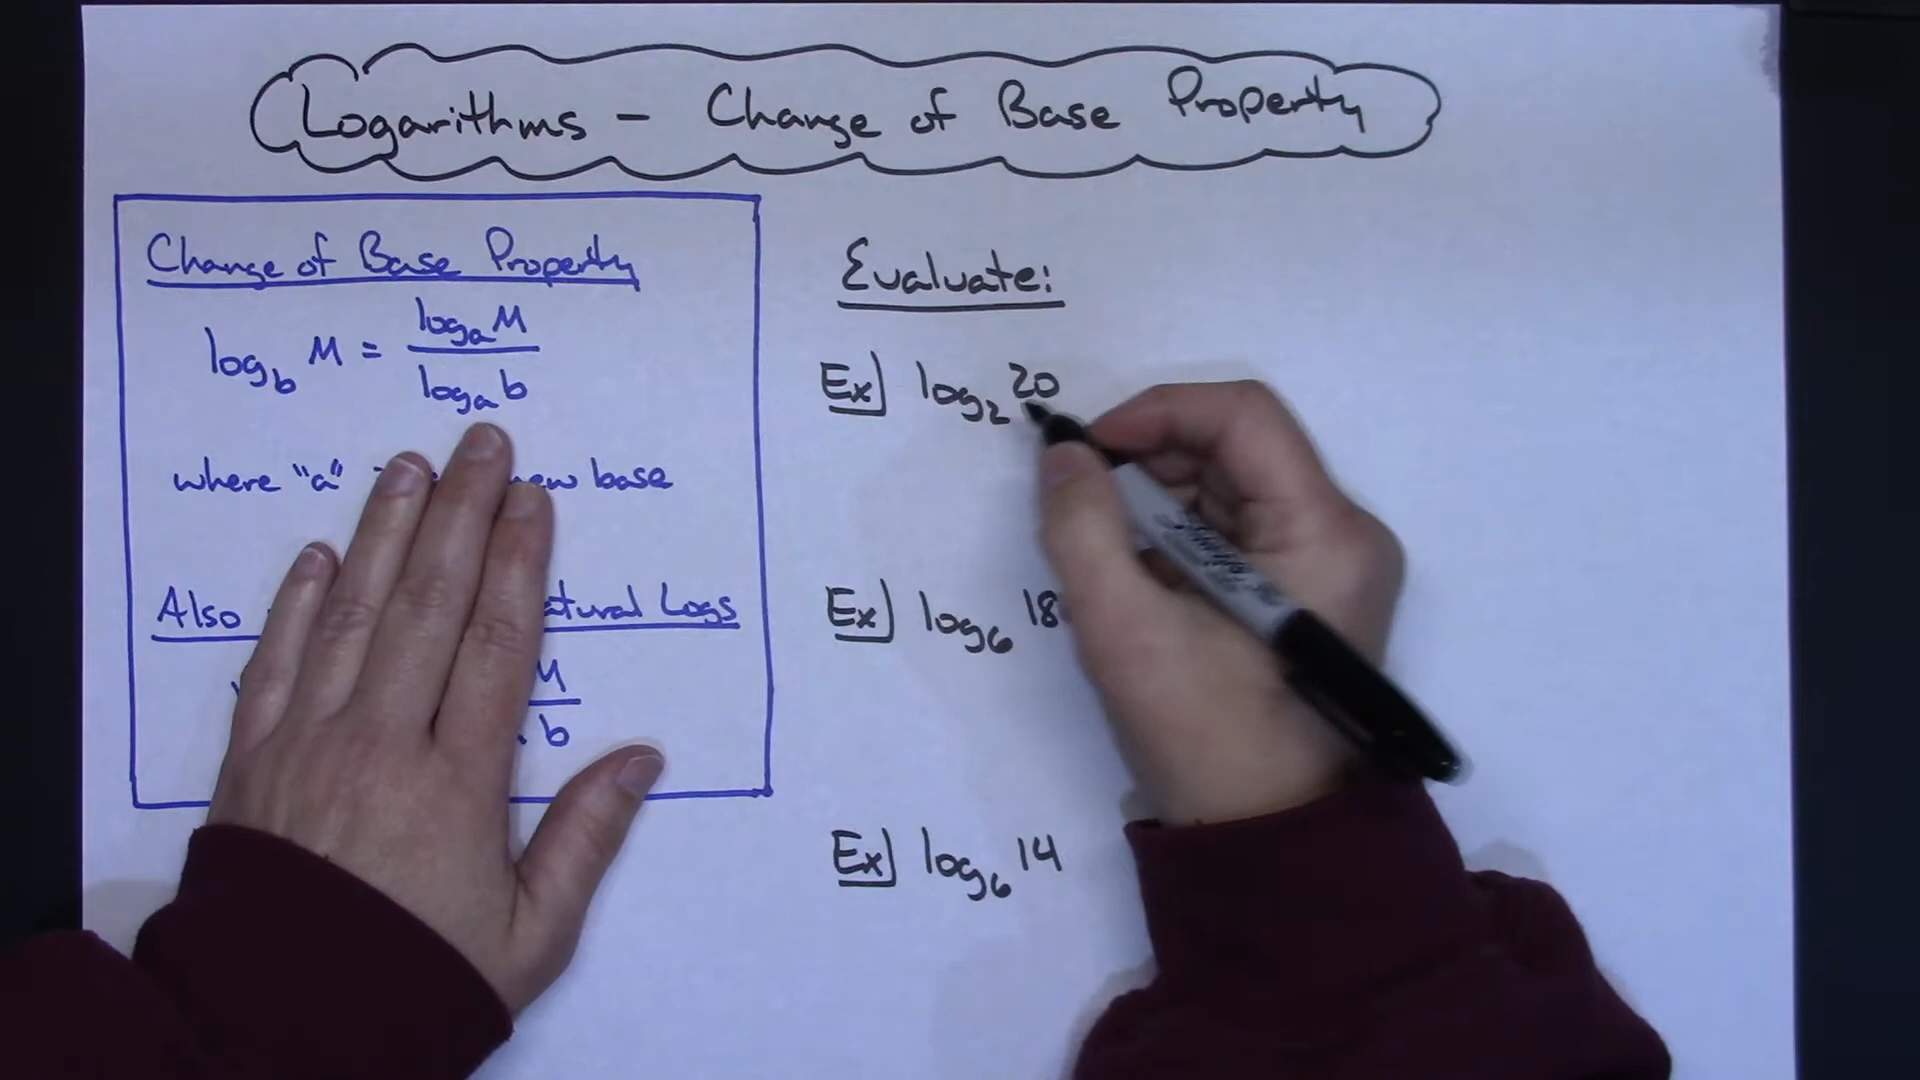 Logarithms - Change of Base Property
Change of Base Property
log_b M = log_a M / log_a b
where "a" new base
Also Natural Logs
M
b
Evaluate:
Ex] log_2 20
Ex] log_6 18
Ex] log_6 14